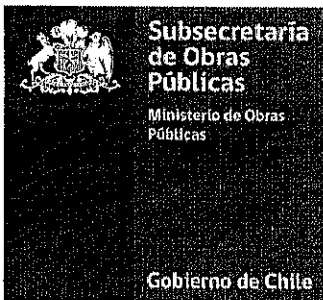 Subsecretaría
de Obras
Públicas
Ministerio de Obras
Públicas
Gobierno de Chile